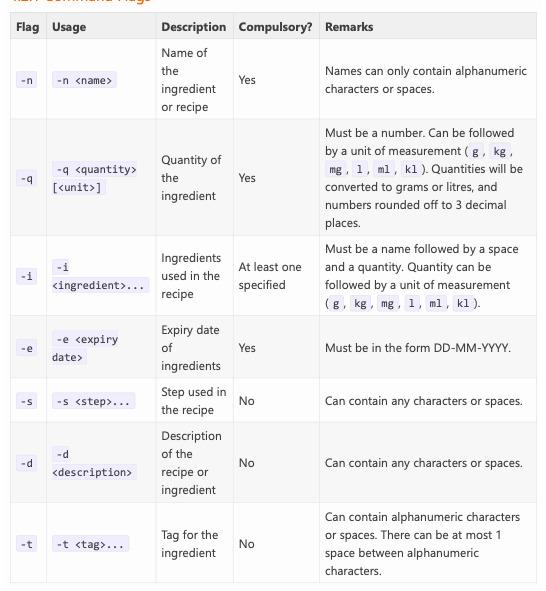 Flag Usage Description Compulsory? Remarks
Name of
the
ingredient
or recipe
-n -n <name> Yes
Names can only contain alphanumeric
characters or spaces.
-q
-q <quantity>
[<unit>]
Quantity of
the
ingredient
Yes
Must be a number. Can be followed
by a unit of measurement ( g , kg ,
mg , l , ml , kl ). Quantities will be
converted to grams or litres, and
numbers rounded off to 3 decimal
places.
-i
-i
<ingredient>...
Ingredients
used in the
recipe
At least one
specified
Must be a name followed by a space
and a quantity. Quantity can be
followed by a unit of measurement
( g , kg , mg , l , ml , kl ).
-e
-e <expiry
date>
Expiry date
of
ingredients
Yes
Must be in the form DD-MM-YYYY.
-s
-s <step>...
Step used in
the recipe
No
Can contain any characters or spaces.
-d
-d
<description>
Description
of the
recipe or
ingredient
No
Can contain any characters or spaces.
-t
-t <tag>...
Tag for the
ingredient
No
Can contain alphanumeric characters
or spaces. There can be at most 1
space between alphanumeric
characters.